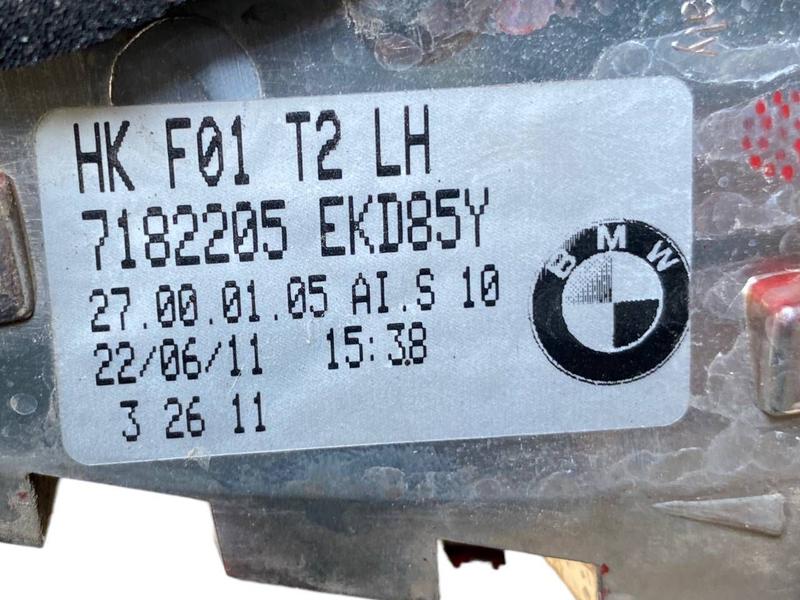 HK F01 T2 LH
7182205 EKD85Y
27.00.01.05 AI.S 10
22/06/11 15:38
3 26 11
BMW